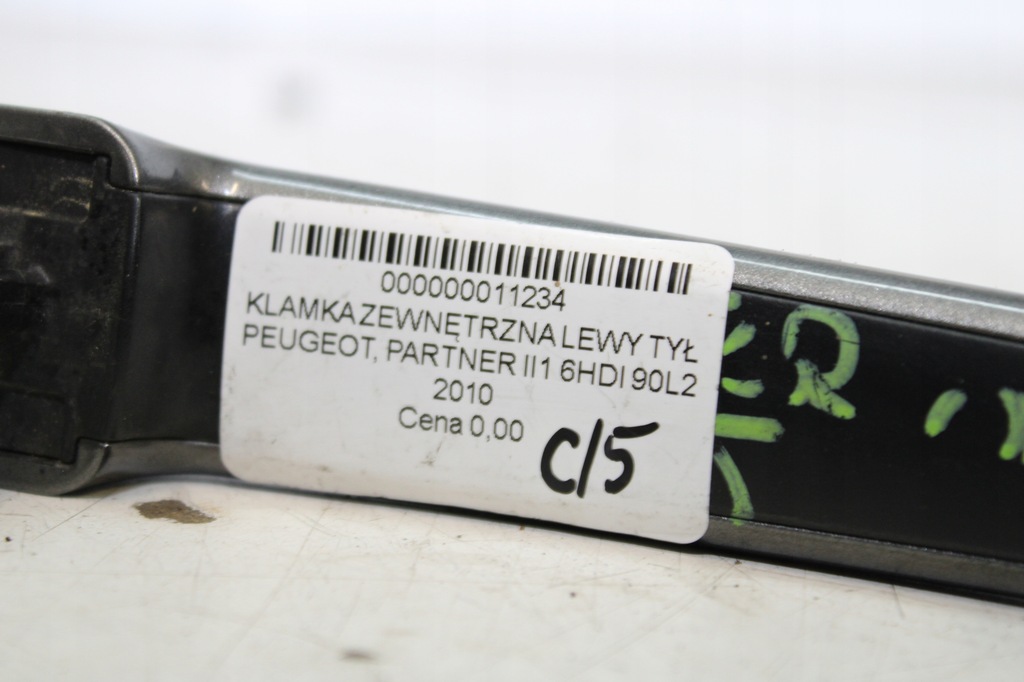 000000011234
KLAMKA ZEWNĘTRZNA LEWY TYŁ
PEUGEOT, PARTNER II1 6HDI 90L2
2010
Cena 0,00
C/5